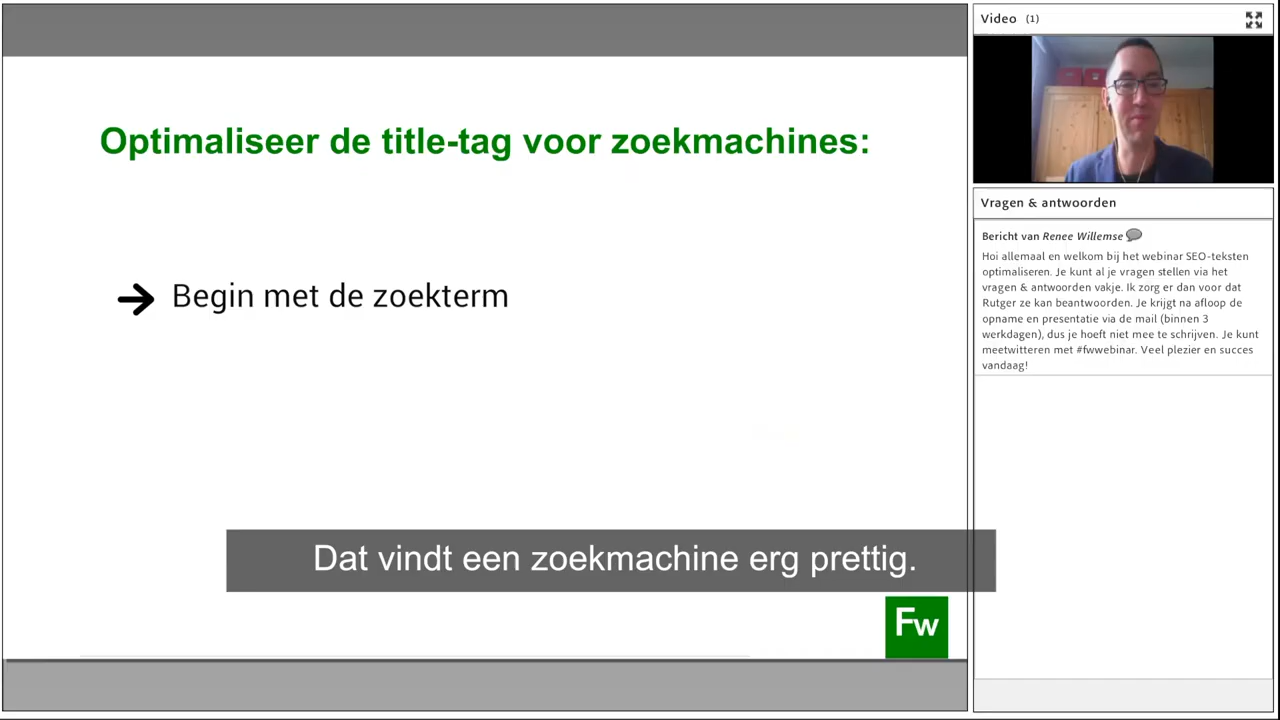 Optimaliseer de title-tag voor zoekmachines:
Begin met de zoekterm
Dat vindt een zoekmachine erg prettig.
Fw
Video (1)
Vragen & antwoorden
Bericht van Renee Willemse
Hoi allemaal en welkom bij het webinar SEO-teksten
optimaliseren. Je kunt al je vragen stellen via het
vragen & antwoorden vakje. Ik zorg er dan voor dat
Rutger ze kan beantwoorden. Je krijgt na afloop de
opname en presentatie via de mail (binnen 3
werkdagen), dus je hoeft niet mee te schrijven. Je kunt
meetwitteren met #fwwebinar. Veel plezier en succes
vandaag!